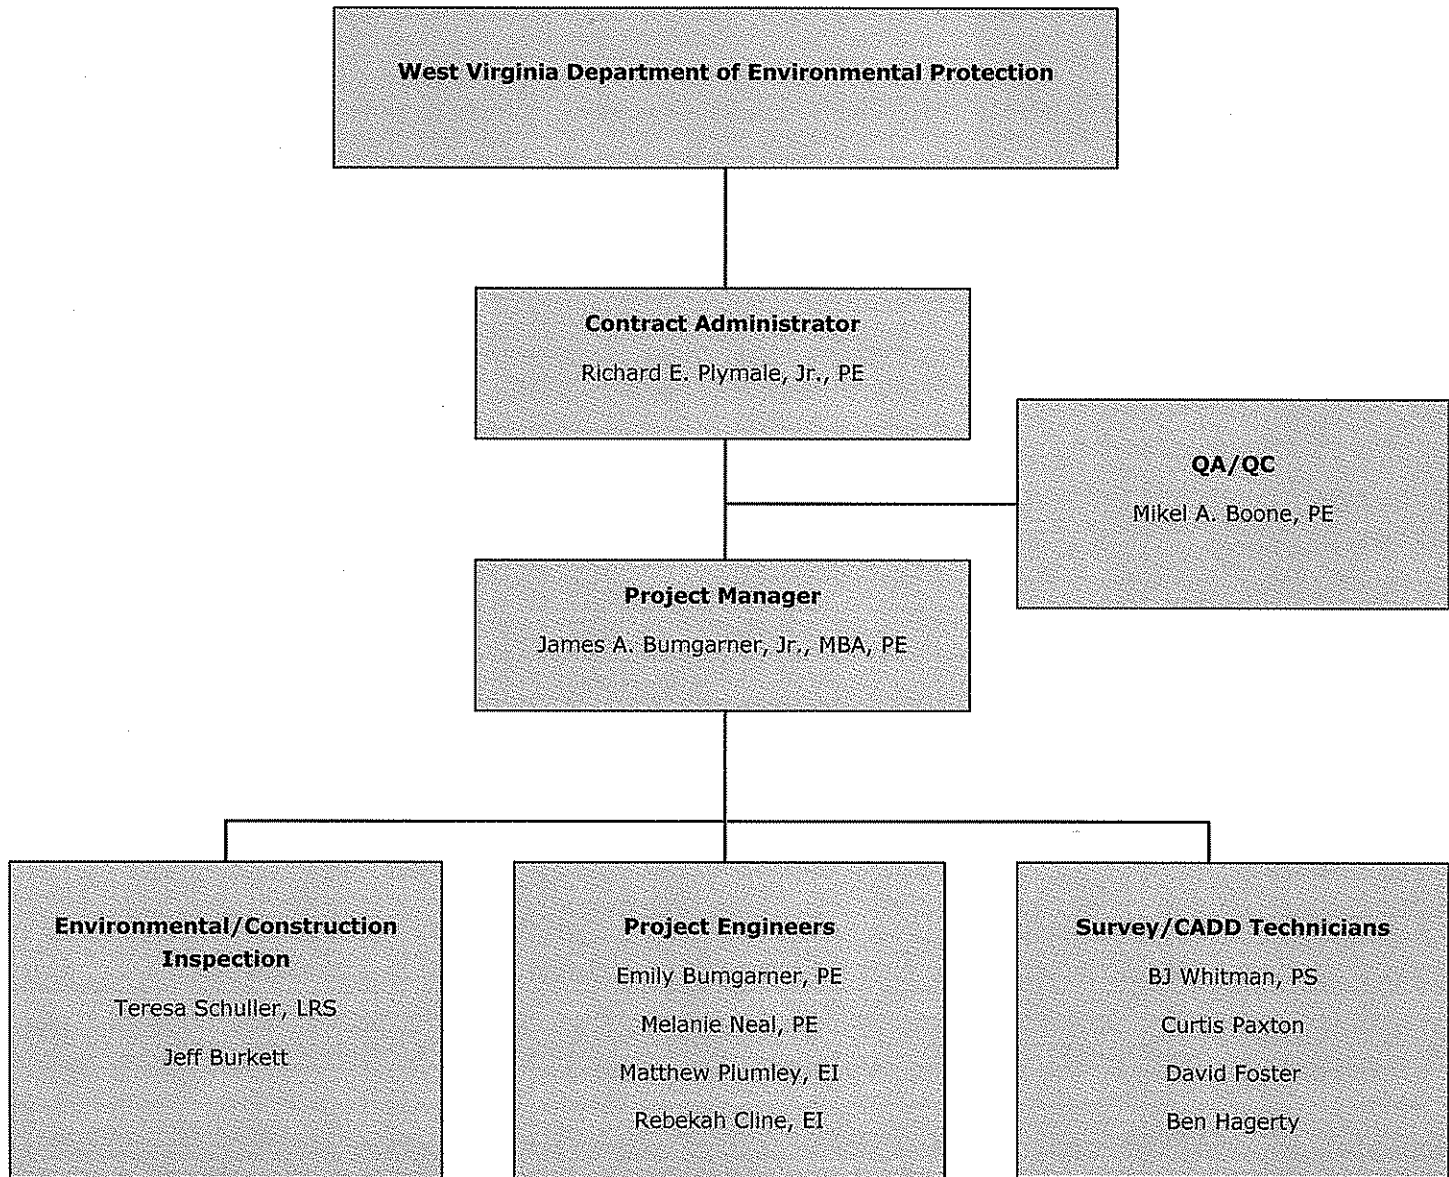 West Virginia Department of Environmental Protection
Contract Administrator
Richard E. Plymale, Jr., PE
QA/QC
Mikel A. Boone, PE
Project Manager
James A. Bumgarner, Jr., MBA, PE
Environmental/Construction
Inspection
Teresa Schuller, LRS
Jeff Burkett
Project Engineers
Emily Bumgarner, PE
Melanie Neal, PE
Matthew Plumley, EI
Rebekah Cline, EI
Survey/CADD Technicians
BJ Whitman, PS
Curtis Paxton
David Foster
Ben Hagerty